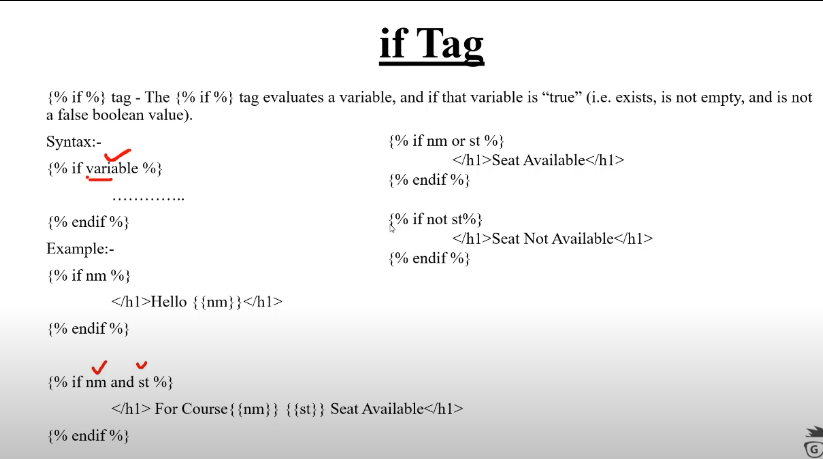 if Tag
{% if %} tag - The {% if %} tag evaluates a variable, and if that variable is “true” (i.e. exists, is not empty, and is not
a false boolean value).
Syntax:-
{% if variable %}
…………..
{% endif %}
Example:-
{% if nm %}
</h1>Hello {{nm}}</h1>
{% endif %}
{% if nm and st %}
</h1> For Course{{nm}} {{st}} Seat Available</h1>
{% endif %}
{% if nm or st %}
</h1>Seat Available</h1>
{% endif %}
{% if not st%}
</h1>Seat Not Available</h1>
{% endif %}
G